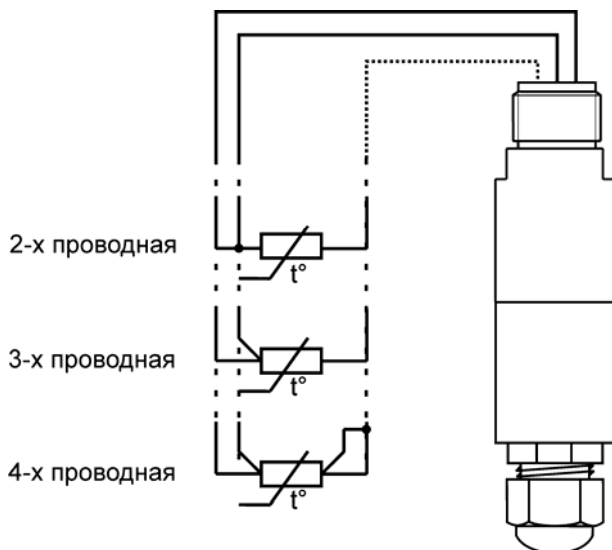 2-х проводная
t°
3-х проводная
t°
4-х проводная
t°